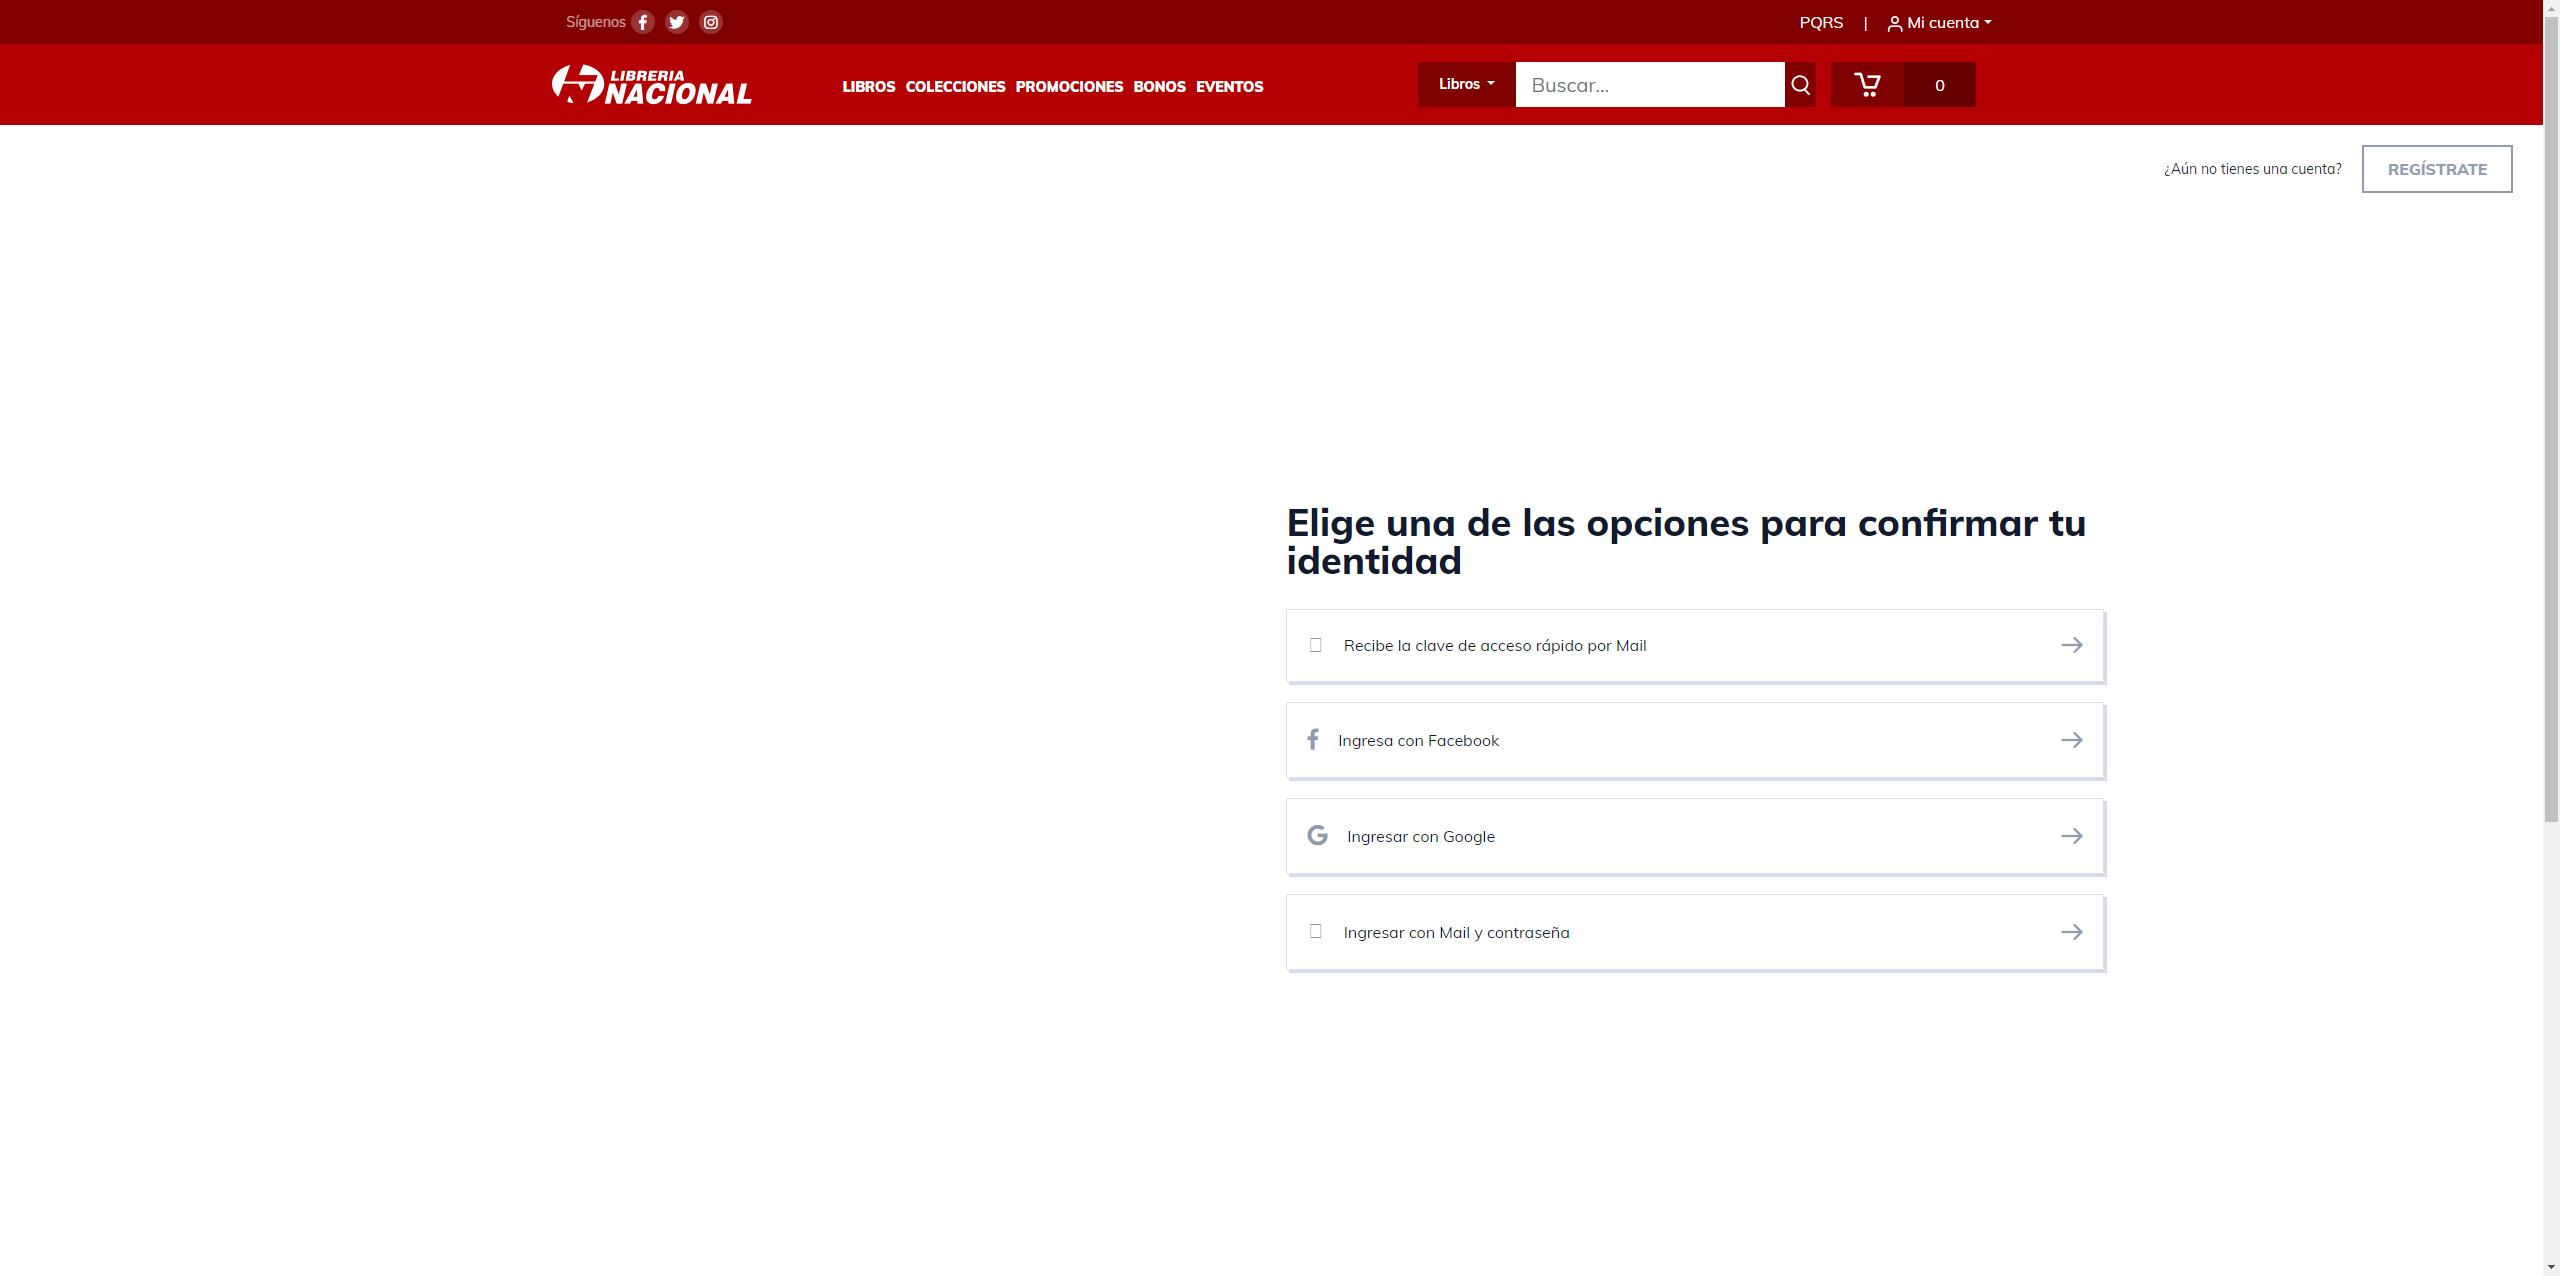 Síguenos
PQRS | Mi cuenta
LIBRERIA
NACIONAL
LIBROS COLECCIONES PROMOCIONES BONOS EVENTOS
Libros
Buscar...
0
¿Aún no tienes una cuenta?
REGÍSTRATE
Elige una de las opciones para confirmar tu
identidad
Recibe la clave de acceso rápido por Mail
Ingresa con Facebook
Ingresar con Google
Ingresar con Mail y contraseña